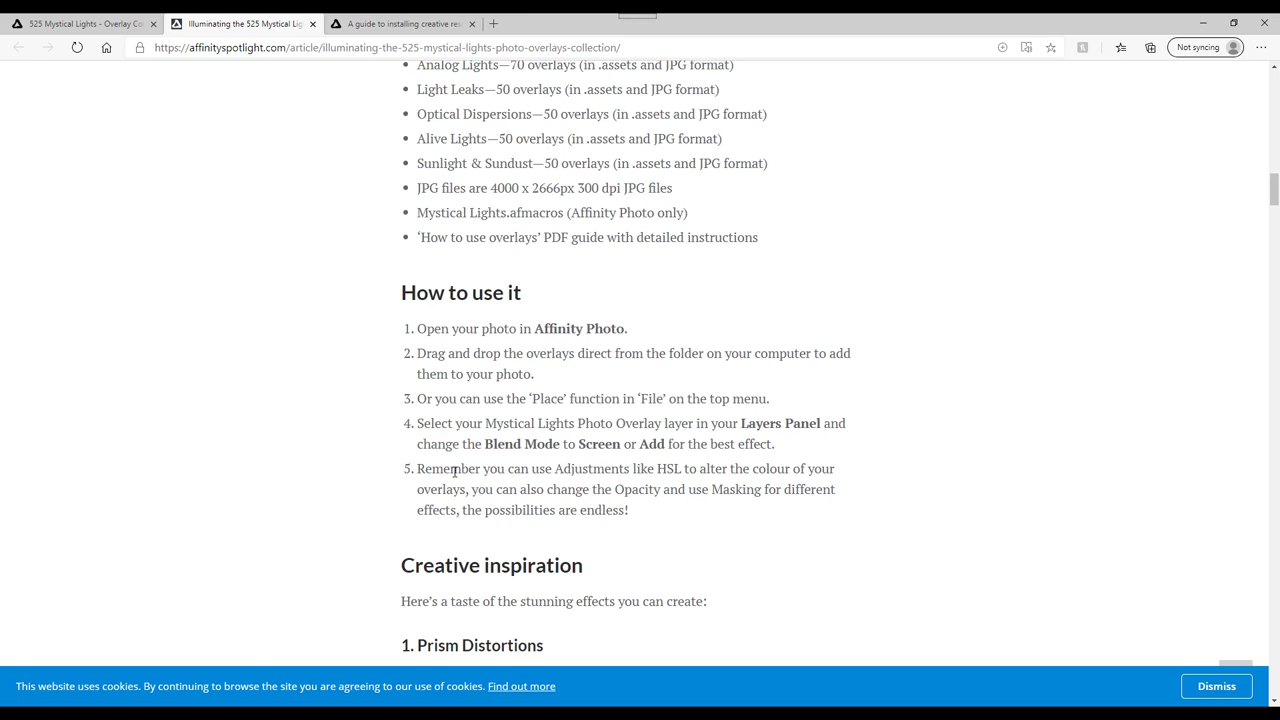 525 Mystical Lights - Overlay Co
Illuminating the 525 Mystical Lig
A guide to installing creative res
https://affinityspotlight.com/article/illuminating-the-525-mystical-lights-photo-overlays-collection/
Not syncing
Analog Lights—70 overlays (in .assets and JPG format)
Light Leaks—50 overlays (in .assets and JPG format)
Optical Dispersions—50 overlays (in .assets and JPG format)
Alive Lights—50 overlays (in .assets and JPG format)
Sunlight & Sundust—50 overlays (in .assets and JPG format)
JPG files are 4000 x 2666px 300 dpi JPG files
Mystical Lights.afmacros (Affinity Photo only)
‘How to use overlays’ PDF guide with detailed instructions
How to use it
1. Open your photo in Affinity Photo.
2. Drag and drop the overlays direct from the folder on your computer to add
them to your photo.
3. Or you can use the ‘Place’ function in ‘File’ on the top menu.
4. Select your Mystical Lights Photo Overlay layer in your Layers Panel and
change the Blend Mode to Screen or Add for the best effect.
5. Remember you can use Adjustments like HSL to alter the colour of your
overlays, you can also change the Opacity and use Masking for different
effects, the possibilities are endless!
Creative inspiration
Here’s a taste of the stunning effects you can create:
1. Prism Distortions
This website uses cookies. By continuing to browse the site you are agreeing to our use of cookies. Find out more
Dismiss